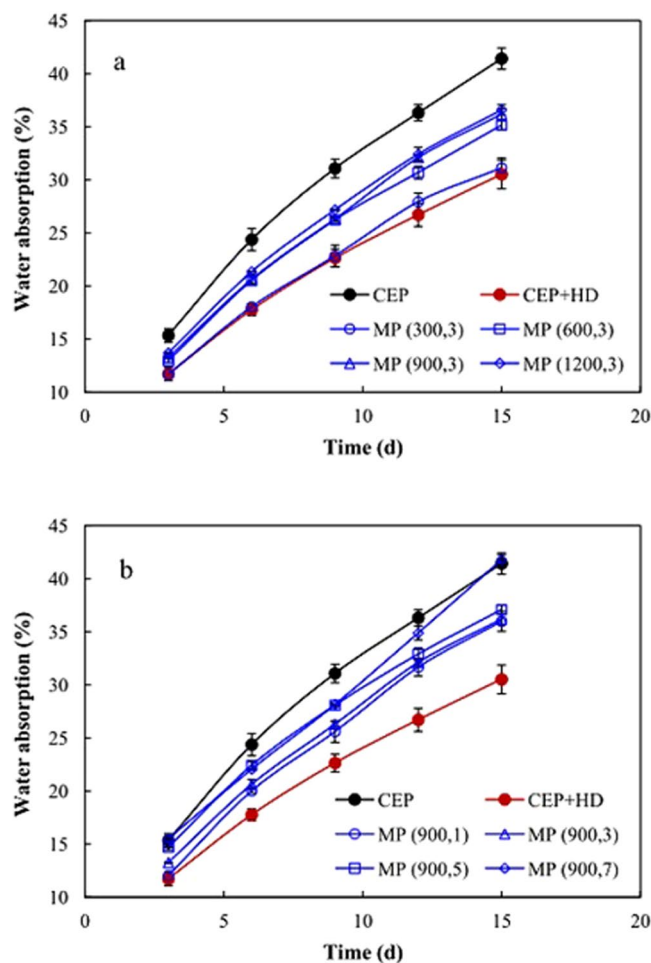 a
45
40
35
30
25
20
15
10
Water absorption (%)
CEP CEP+HD
MP (300,3) MP (600,3)
MP (900,3) MP (1200,3)
0 5 10 15 20
Time (d)
b
45
40
35
30
25
20
15
10
Water absorption (%)
CEP CEP+HD
MP (900,1) MP (900,3)
MP (900,5) MP (900,7)
0 5 10 15 20
Time (d)